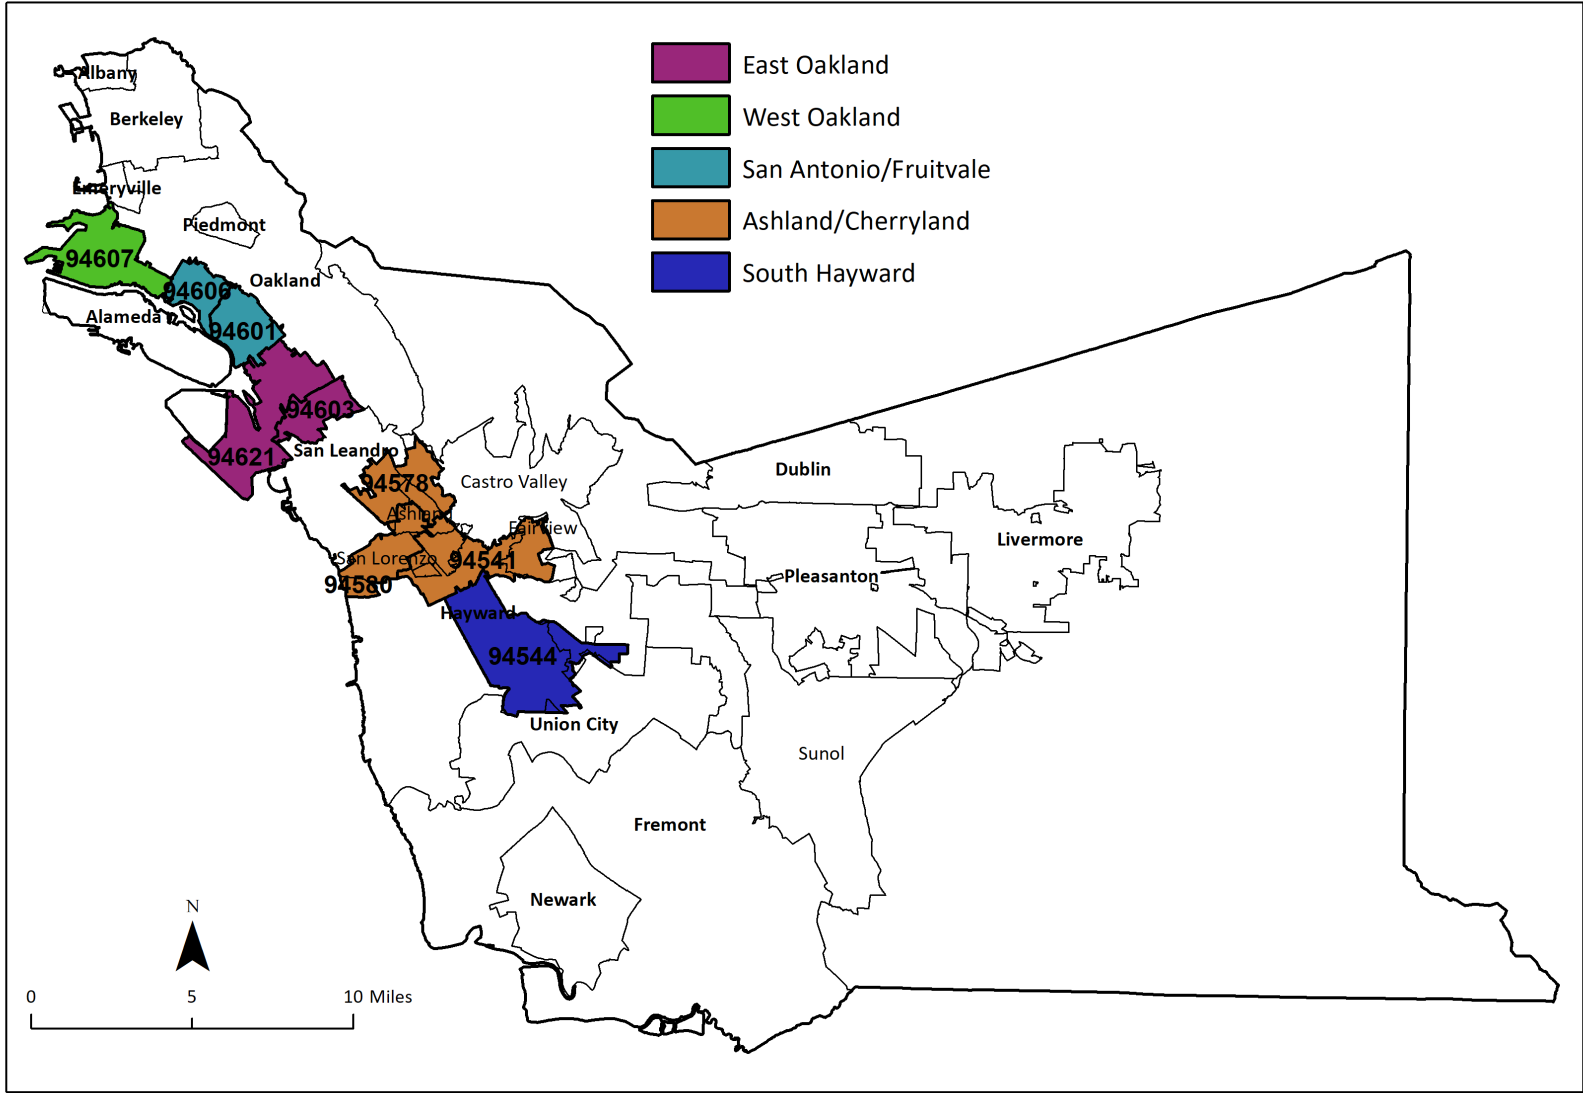 Albany
Berkeley
Emeryville
Piedmont
94607
94606
Oakland
Alameda
94601
94603
94621
San Leandro
94578
Castro Valley
Ashland
Fairview
San Lorenzo
94541
94580
Hayward
94544
Union City
Dublin
Livermore
Pleasanton
Sunol
Fremont
Newark
East Oakland
West Oakland
San Antonio/Fruitvale
Ashland/Cherryland
South Hayward
N
0 5 10 Miles